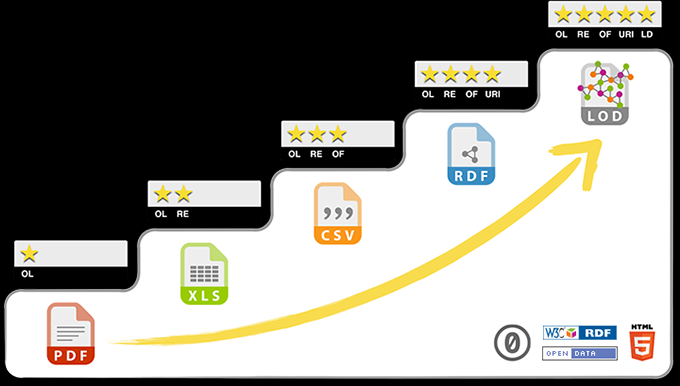 OL RE OF URI LD
LOD
OL RE OF URI
RDF
OL RE OF
CSV
OL RE
XLS
OL
PDF
0
W3C RDF
OPEN DATA
HTML
5